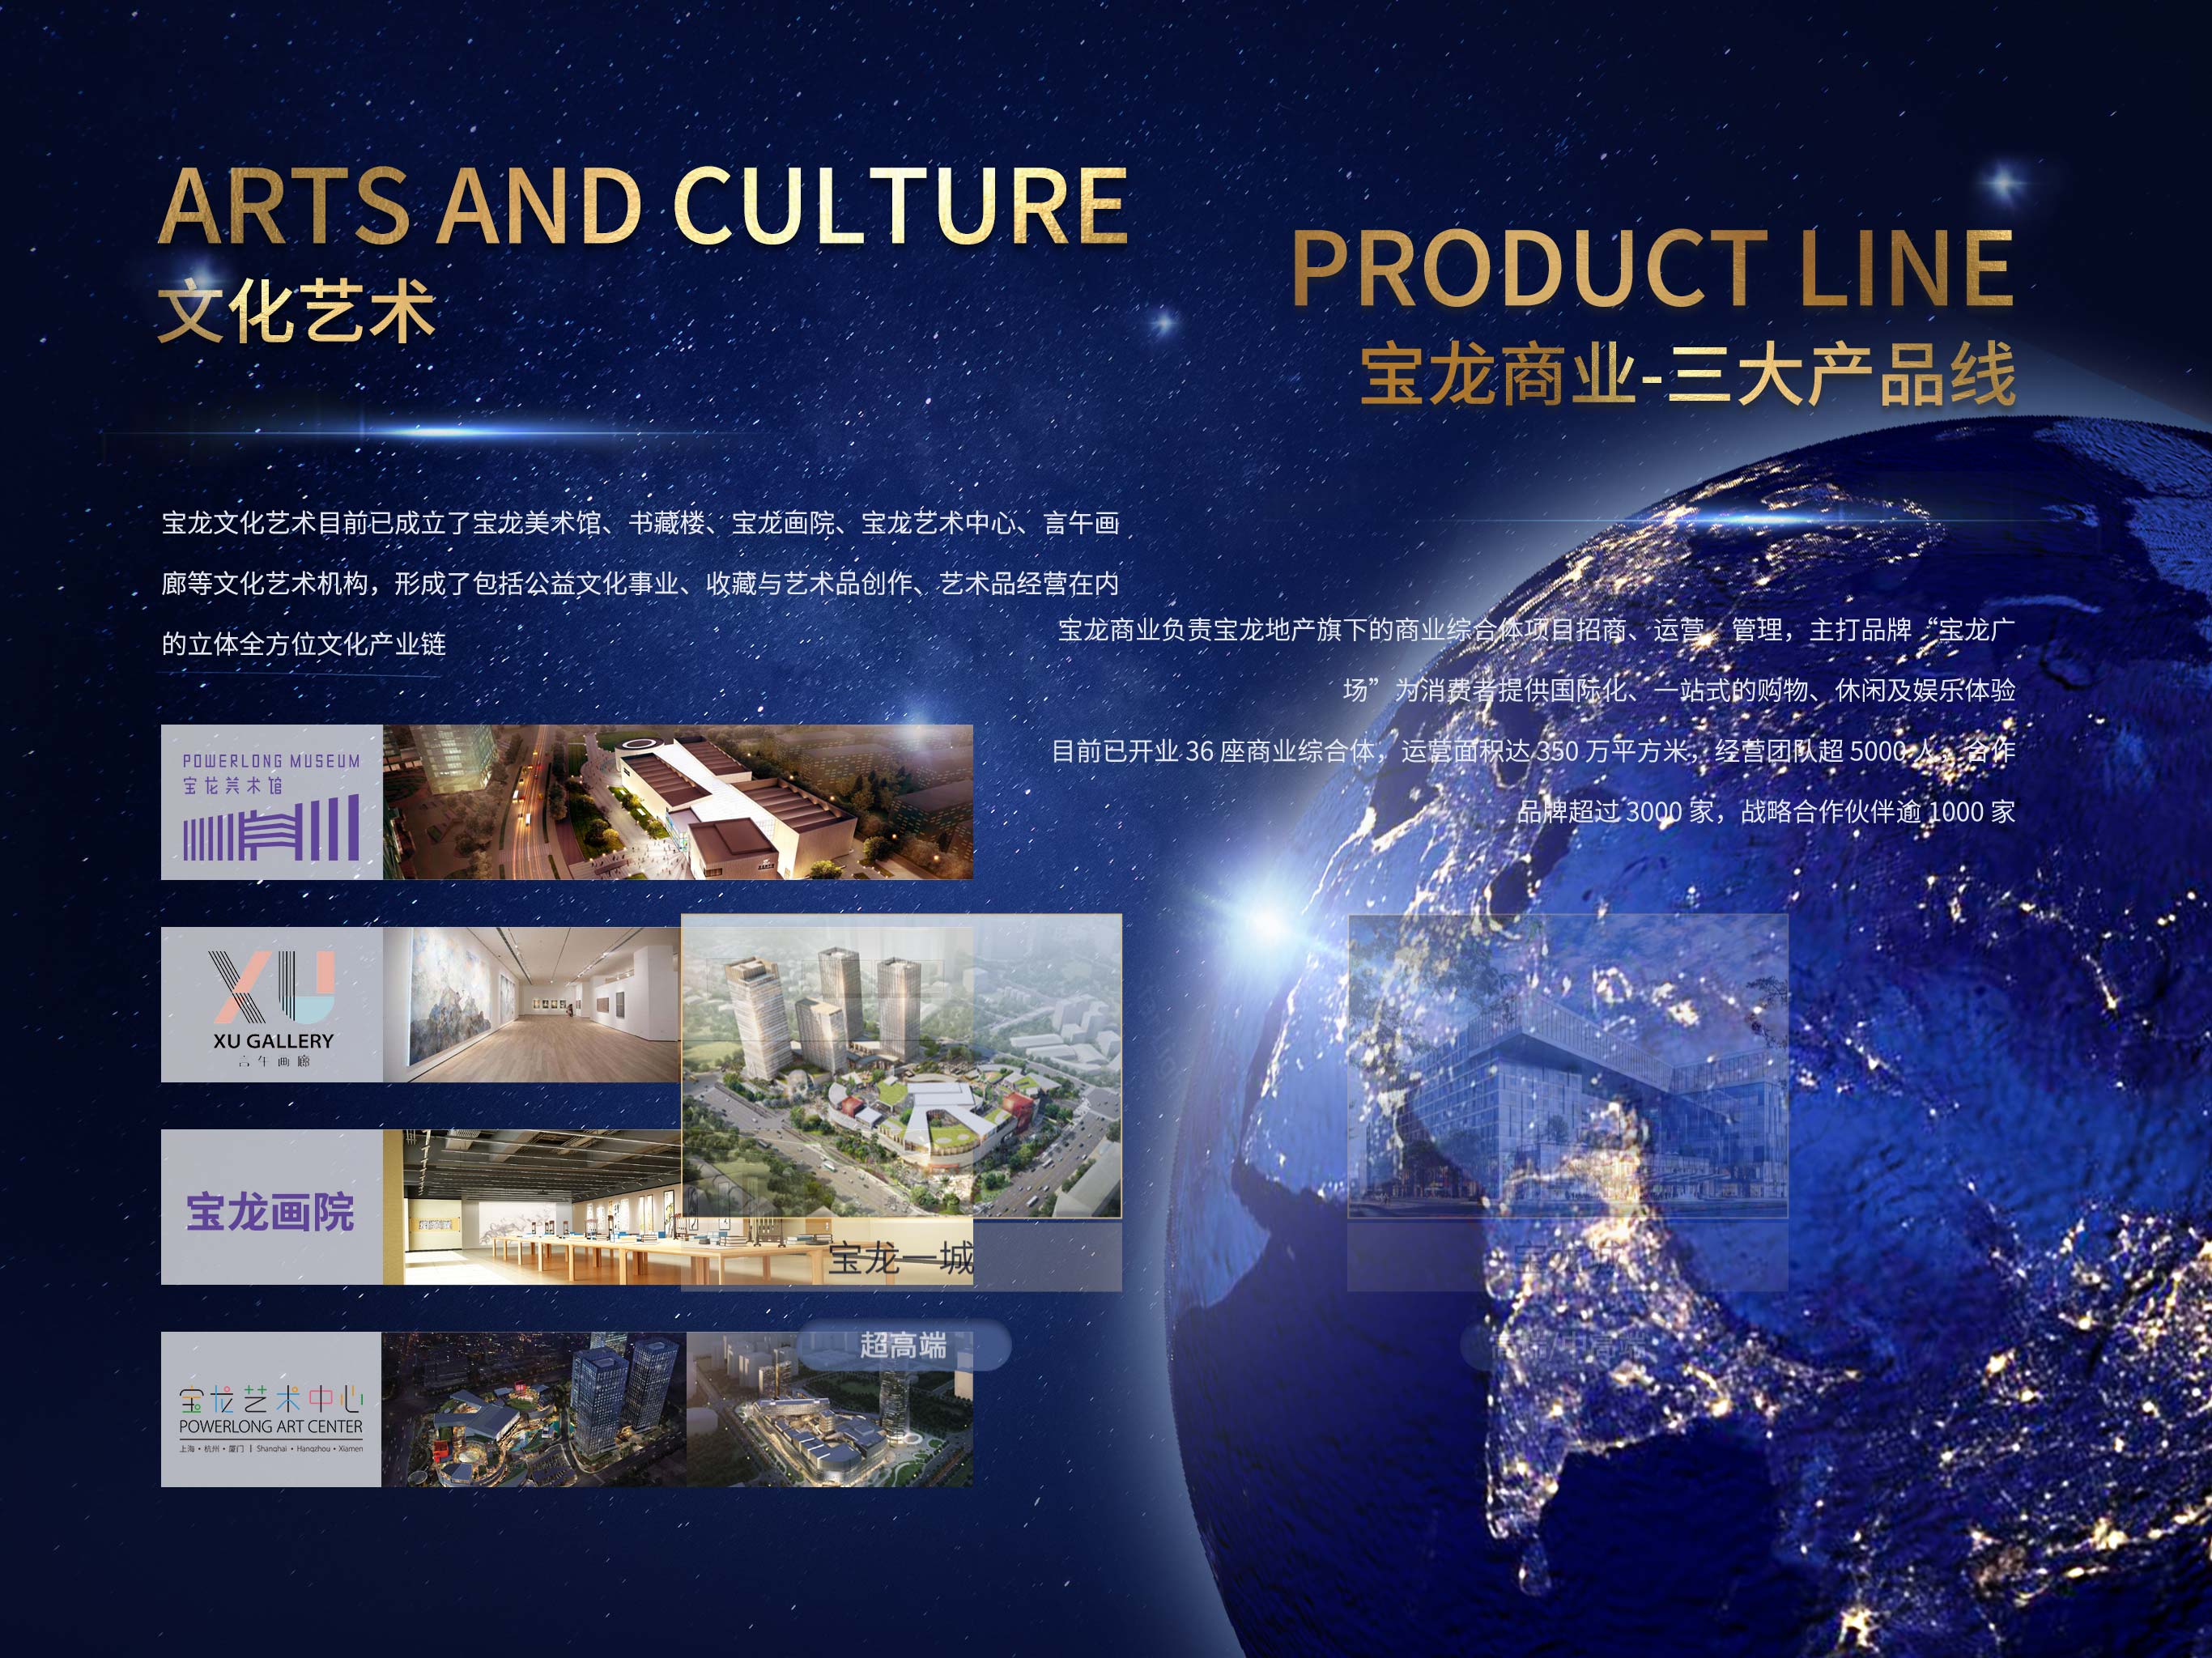 ARTS AND CULTURE
文化艺术
宝龙文化艺术目前已成立了宝龙美术馆、书藏楼、宝龙画院、宝龙艺术中心、言午画
廊等文化艺术机构，形成了包括公益文化事业、收藏与艺术品创作、艺术品经营在内
的立体全方位文化产业链
POWERLONG MUSEUM
宝龙美术馆
XU
XU GALLERY
言午画廊
宝龙画院
宝龙艺术中心
POWERLONG ART CENTER
上海·杭州·厦门 | Shanghai · Hangzhou · Xiamen
PRODUCT LINE
宝龙商业-三大产品线
宝龙商业负责宝龙地产旗下的商业综合体项目招商、运营、管理，主打品牌“宝龙广
场”为消费者提供国际化、一站式的购物、休闲及娱乐体验
目前已开业 36 座商业综合体，运营面积达 350 万平方米，经营团队超 5000 人，合作
品牌超过 3000 家，战略合作伙伴逾 1000 家
宝龙一城
超高端
高端/中高端